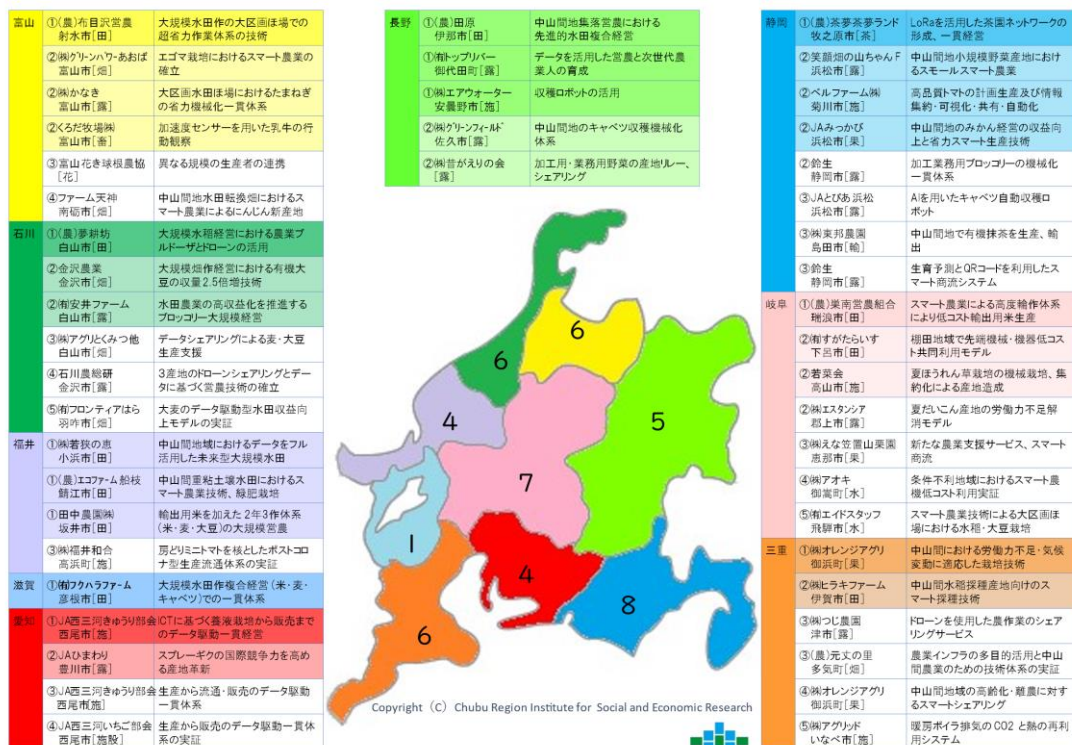 富山
①(農)布目沢営農
射水市[田]
大規模水田作の大区画ほ場での
超省力作業体系の技術
②㈱グリーンパワーあおば
富山市[畑]
エゴマ栽培におけるスマート農業の
確立
②㈱かなき
富山市[露]
大区画水田ほ場におけるたまねぎ
の省力機械化一貫体系
②くろだ牧場㈱
富山市[畜]
加速度センサーを用いた乳牛の行
動観察
③富山花き球根農協
[花]
異なる規模の生産者の連携
④ファーム天神
南砺市[畑]
中山間地水田転換畑におけるス
マート農業によるにんじん新産地
石川
①(農)夢耕坊
白山市[田]
大規模水稲経営における農業ブ
ルドーザとドローンの活用
②金沢農業
金沢市[畑]
大規模畑作経営における有機大
豆の収量2.5倍増技術
②㈲安井ファーム
白山市[露]
水田農業の高収益化を推進する
ブロッコリー大規模経営
③㈱アグリとくみつ他
白山市[畑]
データシェアリングによる麦・大豆
生産支援
④石川農総研
金沢市[露]
3産地のドローンシェアリングとデー
タに基づく営農技術の確立
⑤㈲フロンティアはら
羽咋市[畑]
大麦のデータ駆動型水田収益向
上モデルの実証
福井
①㈱若狭の恵
小浜市[田]
中山間地域におけるデータをフル
活用した未来型大規模水田
①(農)エコファーム舩枝
鯖江市[田]
中山間重粘土壌水田におけるス
マート農業技術、緑肥栽培
①田中農園㈱
坂井市[田]
輸出用米を加えた2年3作体系
(米・麦・大豆)の大規模営農
③㈱福井和合
高浜町[施]
房どりミニトマトを核としたポストコロ
ナ型生産流通体系の実証
滋賀
①㈲フクハラファーム
彦根市[田]
大規模水田作複合経営(米・麦・
キャベツ)での一貫体系
愛知
①JA西三河きゅうり部会
西尾市[施]
ICTに基づく養液栽培から販売まで
のデータ駆動一貫経営
②JAひまわり
豊川市[露]
スプレーギクの国際競争力を高め
る産地革新
③JA西三河きゅうり部会
西尾市[施]
生産から流通・販売のデータ駆動
一貫体系
④JA西三河いちご部会
西尾市[施設]
生産から販売のデータ駆動一貫体
系の実証
長野
①(農)田原
伊那市[田]
中山間地集落営農における
先進的水田複合経営
①㈲トップリバー
御代田町[露]
データを活用した営農と次世代農
業人の育成
①㈱エアウォーター
安曇野市[施]
収穫ロボットの活用
②㈱グリーンフィールド
佐久市[露]
中山間地のキャベツ収穫機械化
体系
②㈱昔がえりの会
[露]
加工用・業務用野菜の産地リレー、
シェアリング
6
6
4
5
7
1
4
8
6
Copyright (C) Chubu Region Institute for Social and Economic Research
静岡
①(農)茶夢茶夢ランド
牧之原市[茶]
LoRaを活用した茶園ネットワークの
形成、一貫経営
②笑顔畑の山ちゃんF
浜松市[露]
中山間地小規模野菜産地におけ
るスモールスマート農業
②ベルファーム㈱
菊川市[施]
高品質トマトの計画生産及び情報
集約・可視化・共有・自動化
②JAみっかび
浜松市[果]
中山間地のみかん経営の収益向
上と省力スマート生産技術
②鈴生
静岡市[露]
加工業務用ブロッコリーの機械化
一貫体系
③JAとぴあ浜松
浜松市[露]
AIを用いたキャベツ自動収穫ロ
ボット
③㈱東邦農園
島田市[輸]
中山間地で有機抹茶を生産、輸
出
③鈴生
静岡市[露]
生育予測とQRコードを利用したス
マート商流システム
岐阜
①(農)巣南営農組合
瑞浪市[田]
スマート農業による高度輪作体系
により低コスト輸出用米生産
②㈲すがたらいす
下呂市[田]
棚田地域で先端機械・機器低コス
ト共同利用モデル
②若菜会
高山市[施]
夏ほうれん草栽培の機械栽培、集
約化による産地造成
②㈱エスタンシア
郡上市[露]
夏だいこん産地の労働力不足解
消モデル
③㈱えな笠置山栗園
恵那市[果]
新たな農業支援サービス、スマート
商流
④㈱アオキ
御嵩町[水]
条件不利地域におけるスマート農
機低コスト利用実証
⑤㈲エイドスタッフ
飛騨市[水]
スマート農業技術による大区画ほ
場における水稲・大豆栽培
三重
①㈱オレンジアグリ
御浜町[果]
中山間における労働力不足・気候
変動に適応した栽培技術
②㈱ヒラキファーム
伊賀市[田]
中山間水稲採種産地向けのス
マート採種技術
③㈱つじ農園
津市[露]
ドローンを使用した農作業のシェア
リングサービス
③(農)元丈の里
多気町[畑]
農業インフラの多目的活用と中山
間農業のための技術体系の実証
④㈱オレンジアグリ
御浜町[果]
中山間地域の高齢化・離農に対す
るスマートシェアリング
⑤㈱アグリッド
いなべ市[施]
暖房ボイラ排気のCO2 と熱の再利
用システム